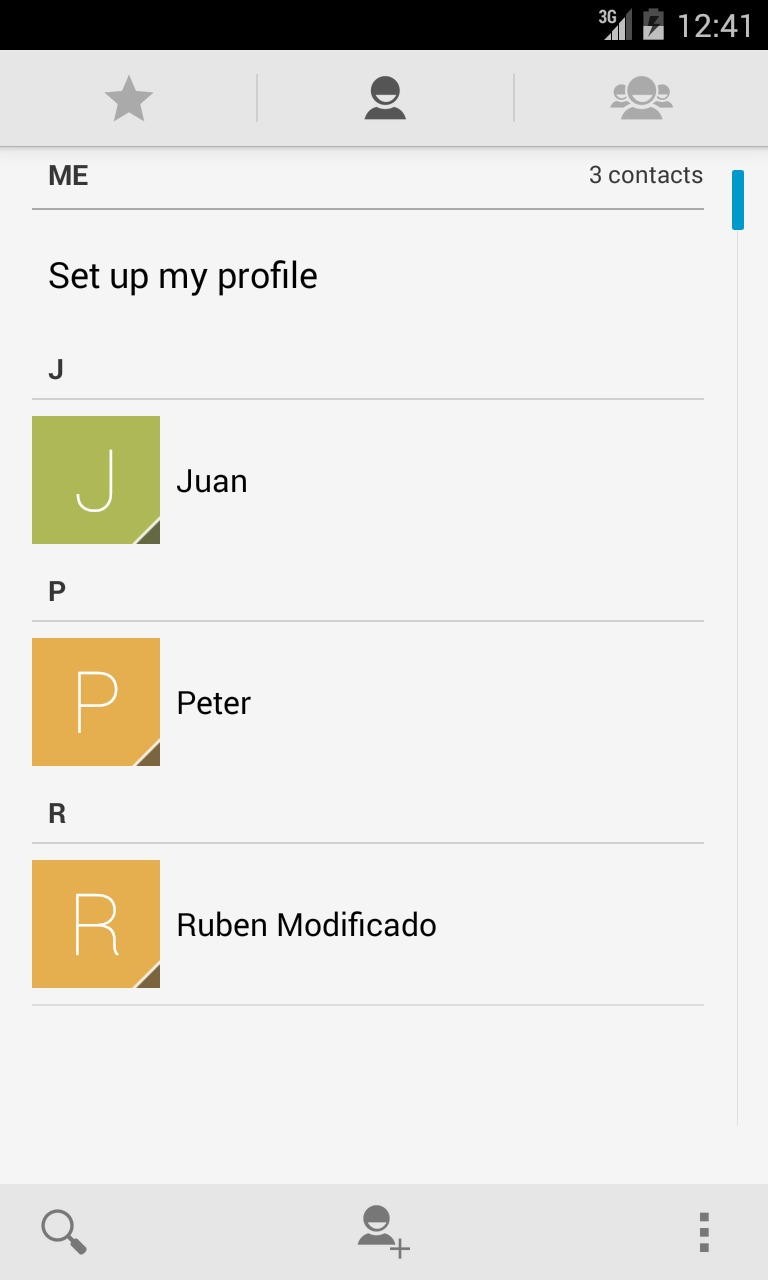 3G 12:41
ME 3 contacts
Set up my profile
J
J Juan
P
P Peter
R
R Ruben Modificado